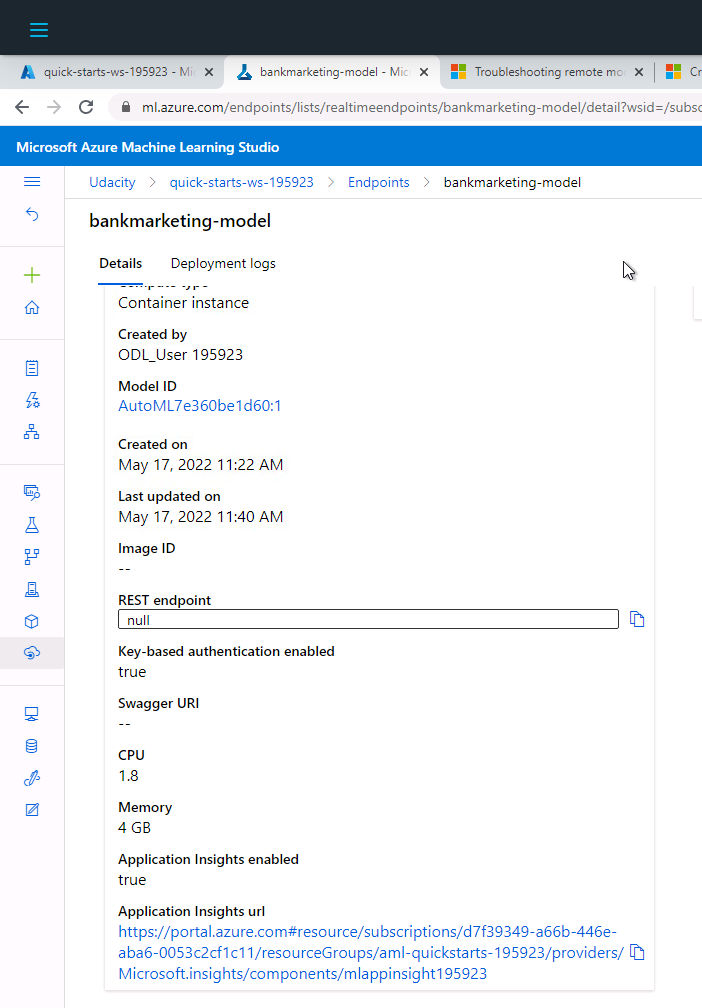 quick-starts-ws-195923 - Mi
bankmarketing-model - Mic
Troubleshooting remote mo
ml.azure.com/endpoints/lists/realtimeendpoints/bankmarketing-model/detail?wsid=/subsc
Microsoft Azure Machine Learning Studio
Udacity > quick-starts-ws-195923 > Endpoints > bankmarketing-model
bankmarketing-model
Details Deployment logs
Compute type
Container instance
Created by
ODL_User 195923
Model ID
AutoML7e360be1d60:1
Created on
May 17, 2022 11:22 AM
Last updated on
May 17, 2022 11:40 AM
Image ID
--
REST endpoint
null
Key-based authentication enabled
true
Swagger URI
--
CPU
1.8
Memory
4 GB
Application Insights enabled
true
Application Insights url
https://portal.azure.com#resource/subscriptions/d7f39349-a66b-446e-
aba6-0053c2cf1c11/resourceGroups/aml-quickstarts-195923/providers/
Microsoft.insights/components/mlappinsight195923